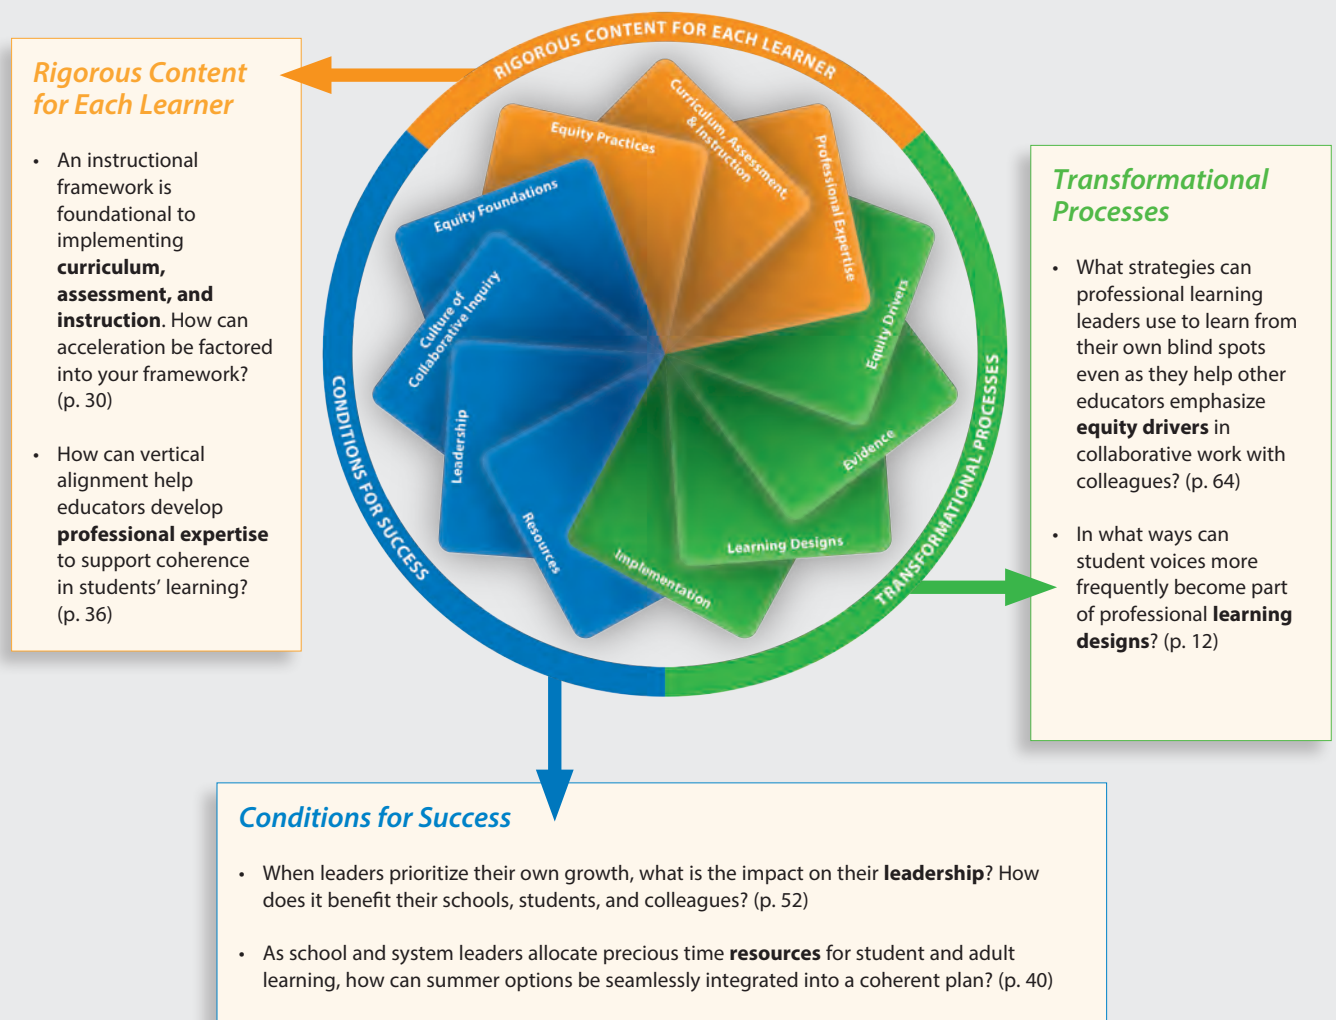 RIGOROUS CONTENT FOR EACH LEARNER
Rigorous Content
for Each Learner
• An instructional
framework is
foundational to
implementing
curriculum,
assessment, and
instruction. How can
acceleration be factored
into your framework?
(p. 30)
• How can vertical
alignment help
educators develop
professional expertise
to support coherence
in students’ learning?
(p. 36)
Equity Practices
Curriculum, Assessment,
& Instruction
Professional Expertise
Equity Foundations
Culture of
Collaborative Inquiry
Leadership
Resources
Equity Drivers
Evidence
Learning Designs
Implementation
CONDITIONS FOR SUCCESS
TRANSFORMATIONAL PROCESSES
Transformational
Processes
• What strategies can
professional learning
leaders use to learn from
their own blind spots
even as they help other
educators emphasize
equity drivers in
collaborative work with
colleagues? (p. 64)
• In what ways can
student voices more
frequently become part
of professional learning
designs? (p. 12)
Conditions for Success
• When leaders prioritize their own growth, what is the impact on their leadership? How
does it benefit their schools, students, and colleagues? (p. 52)
• As school and system leaders allocate precious time resources for student and adult
learning, how can summer options be seamlessly integrated into a coherent plan? (p. 40)